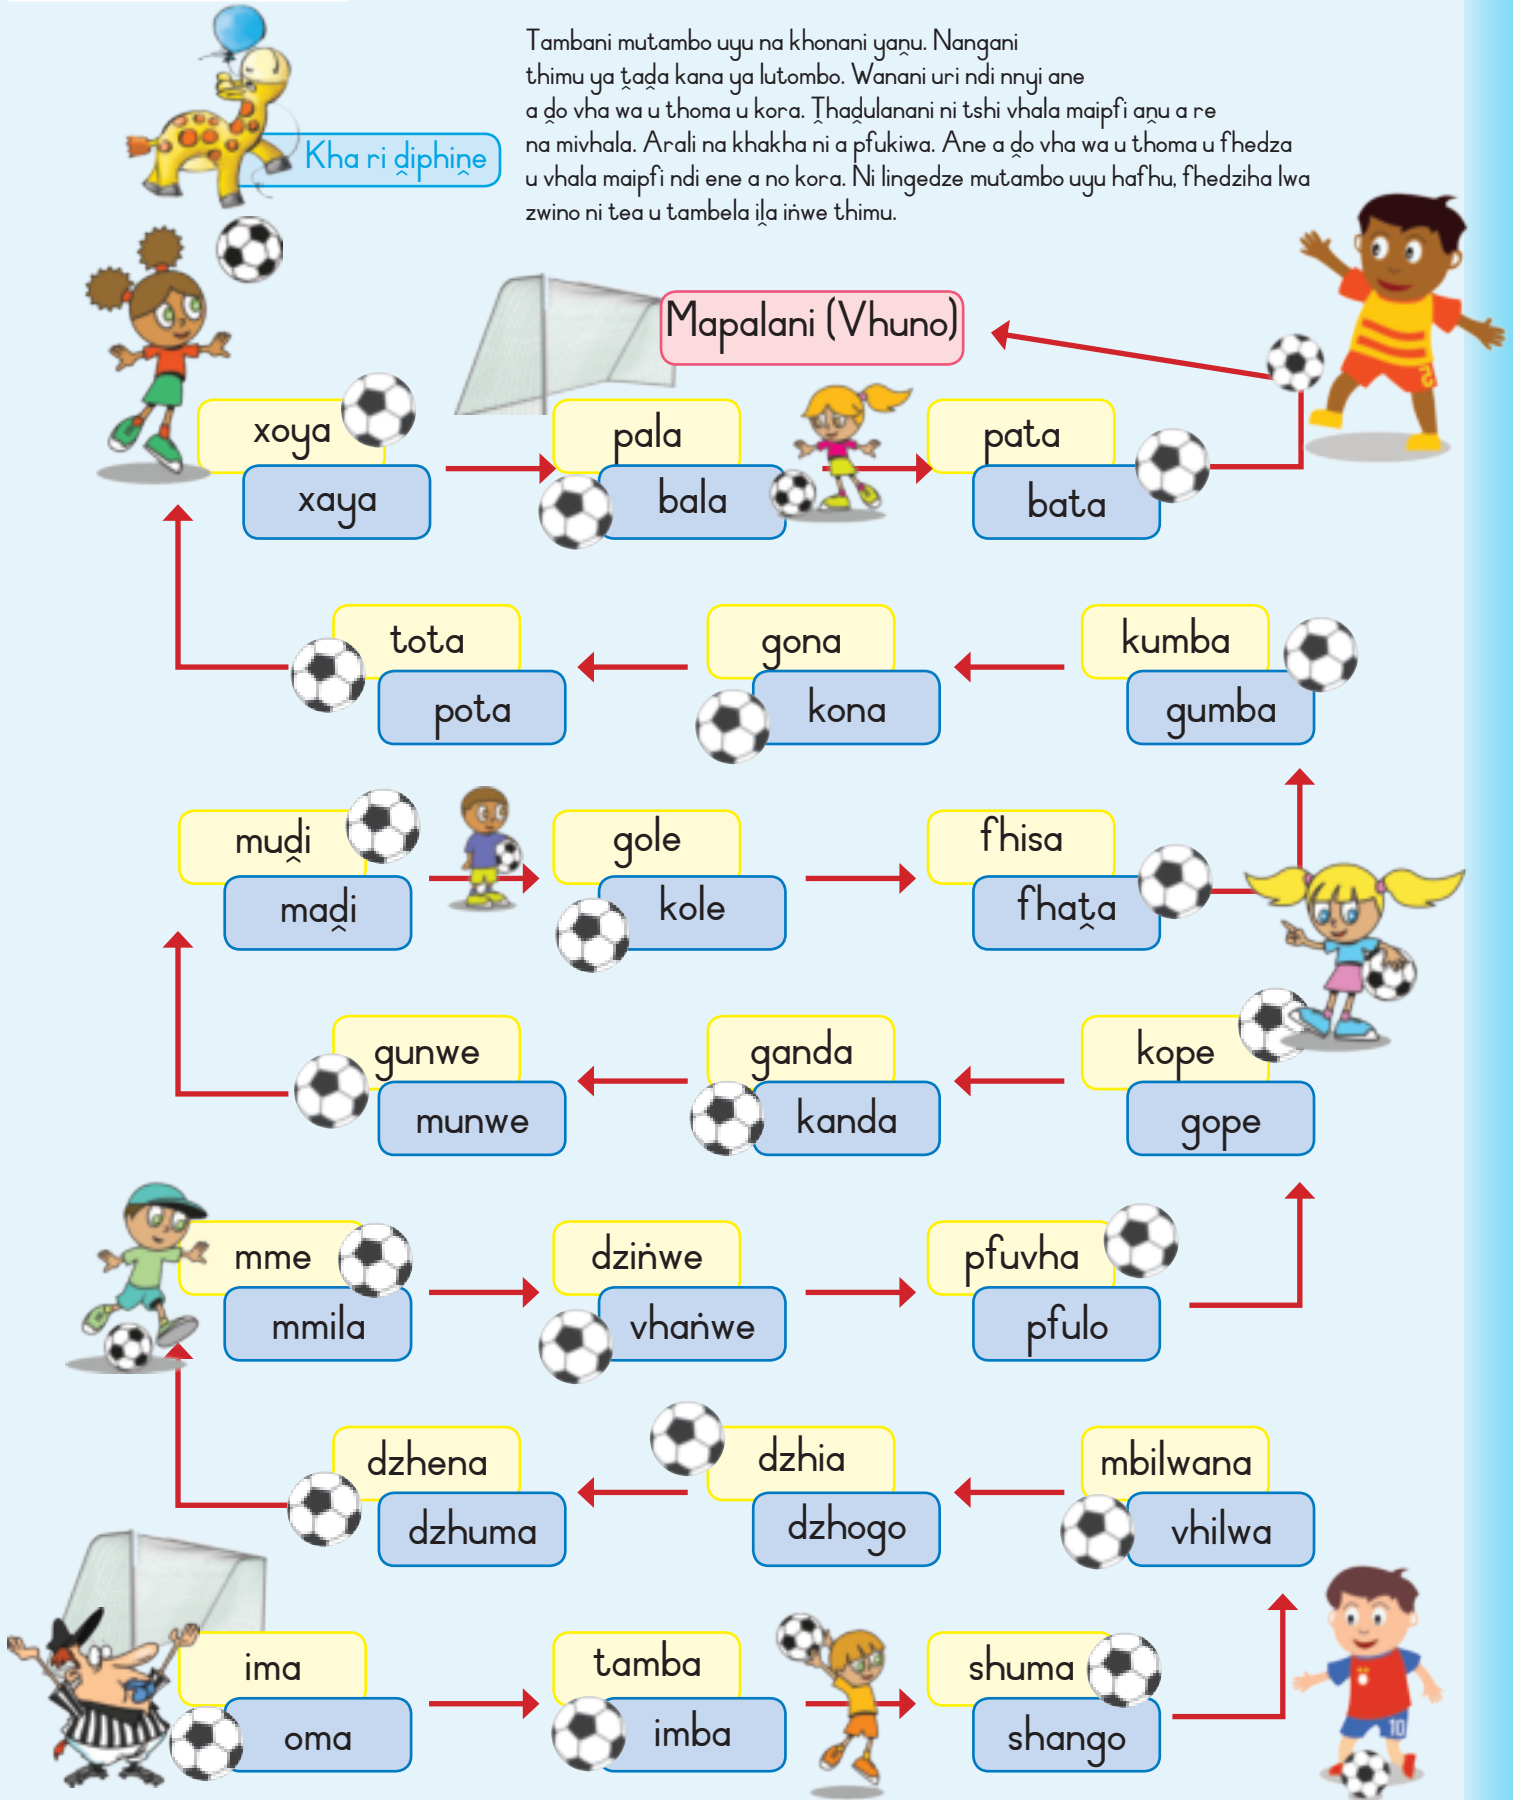 Tambani mutambo uyu na khonani yaṋu. Nangani
thimu ya ṱaḓa kana ya lutombo. Wanani uri ndi nnyi ane
a ḓo vha wa u thoma u kora. Ṱhaḓulanani ni tshi vhala maipfi aṋu a re
na mivhala. Arali na khakha ni a pfukiwa. Ane a ḓo vha wa u thoma u fhedza
u vhala maipfi ndi ene a no kora. Ni lingedze mutambo uyu hafhu, fhedziha lwa
zwino ni tea u tambela iḽa iṅwe thimu.
Kha ri ḓiphiṋe
Mapalani (Vhuno)
xoya
xaya
pala
bala
pata
bata
tota
pota
gona
kona
kumba
gumba
muḓi
maḓi
gole
kole
fhisa
fhaṱa
gunwe
munwe
ganda
kanda
kope
gope
mme
mmila
dziṅwe
vhaṅwe
pfuvha
pfulo
dzhena
dzhuma
dzhia
dzhogo
mbilwana
vhilwa
ima
oma
tamba
imba
shuma
shango
10